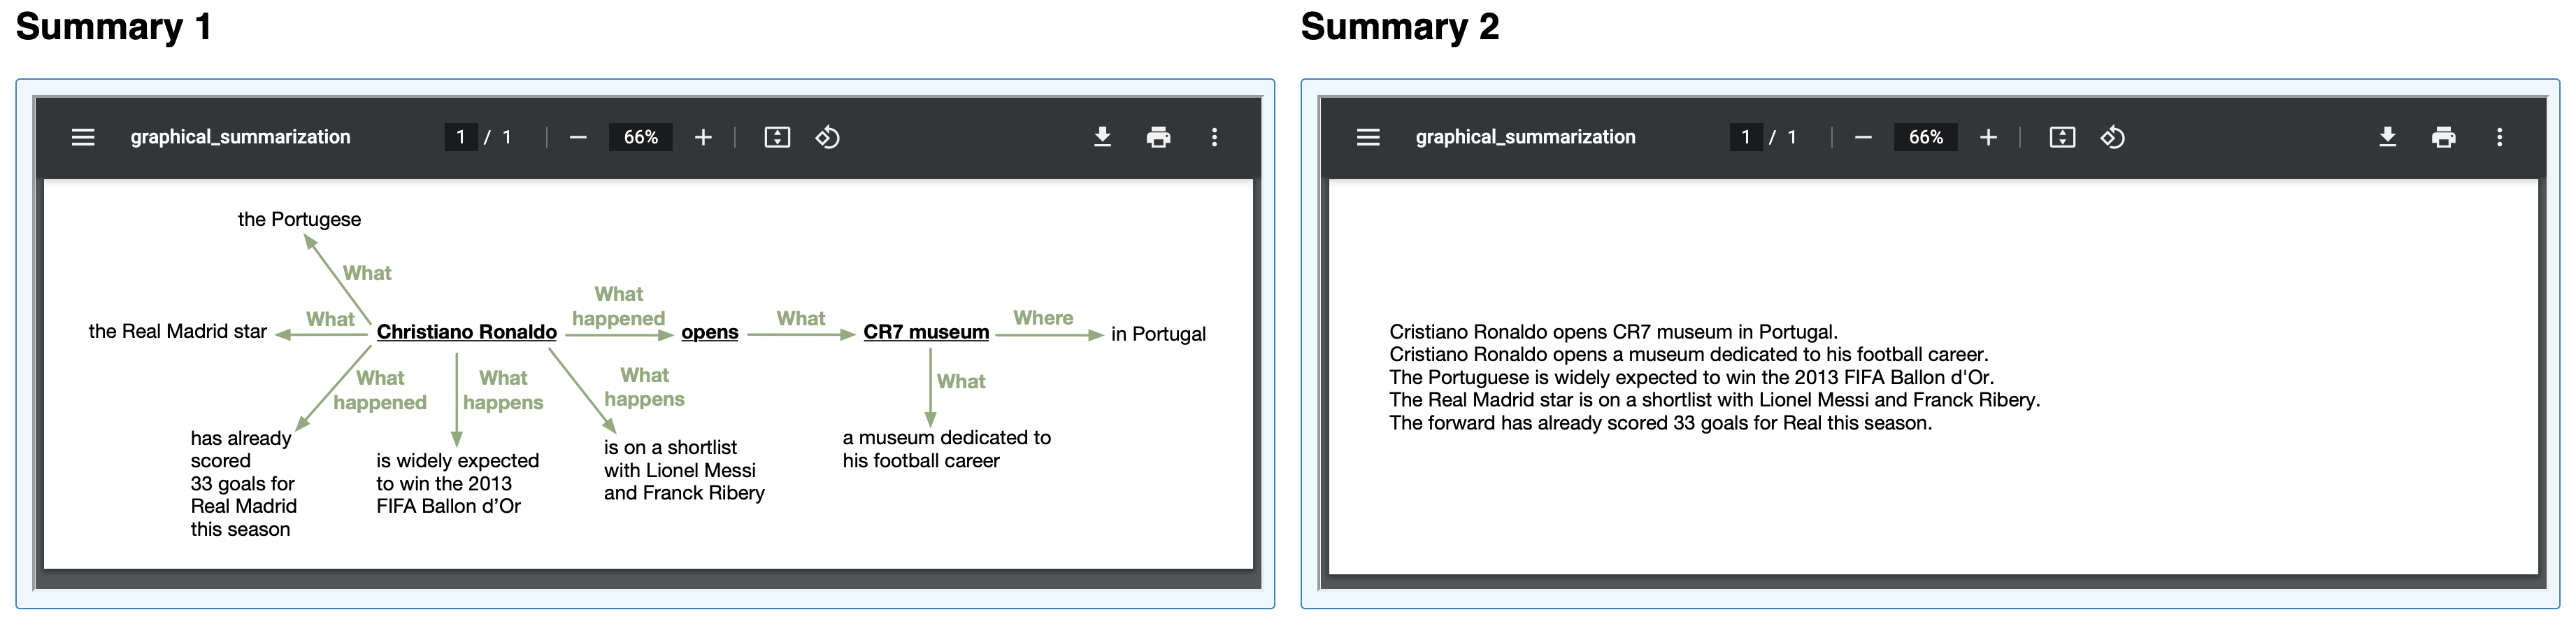 Summary 1
Summary 2
graphical_summarization
1 / 1
66%
graphical_summarization
1 / 1
66%
the Portugese
What
the Real Madrid star
What
Christiano Ronaldo
What
happened
opens
What
CR7 museum
Where
in Portugal
What
happened
What
happens
What
happens
What
has already
scored
33 goals for
Real Madrid
this season
is widely expected
to win the 2013
FIFA Ballon d’Or
is on a shortlist
with Lionel Messi
and Franck Ribery
a museum dedicated to
his football career
Cristiano Ronaldo opens CR7 museum in Portugal.
Cristiano Ronaldo opens a museum dedicated to his football career.
The Portuguese is widely expected to win the 2013 FIFA Ballon d'Or.
The Real Madrid star is on a shortlist with Lionel Messi and Franck Ribery.
The forward has already scored 33 goals for Real this season.